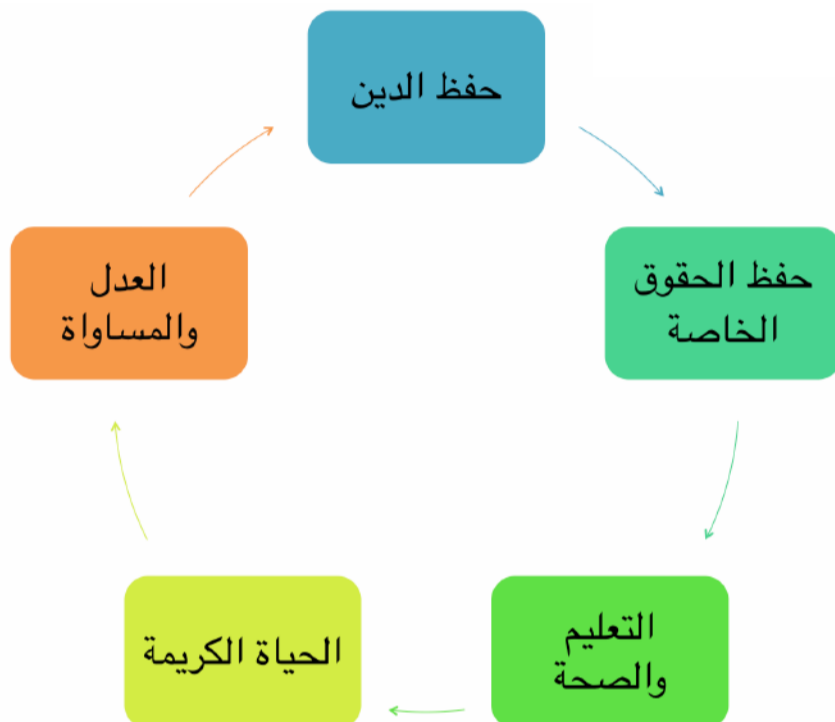 حفظ الدين
حفظ الحقوق
الخاصة
التعليم
والصحة
الحياة الكريمة
العدل
والمساواة